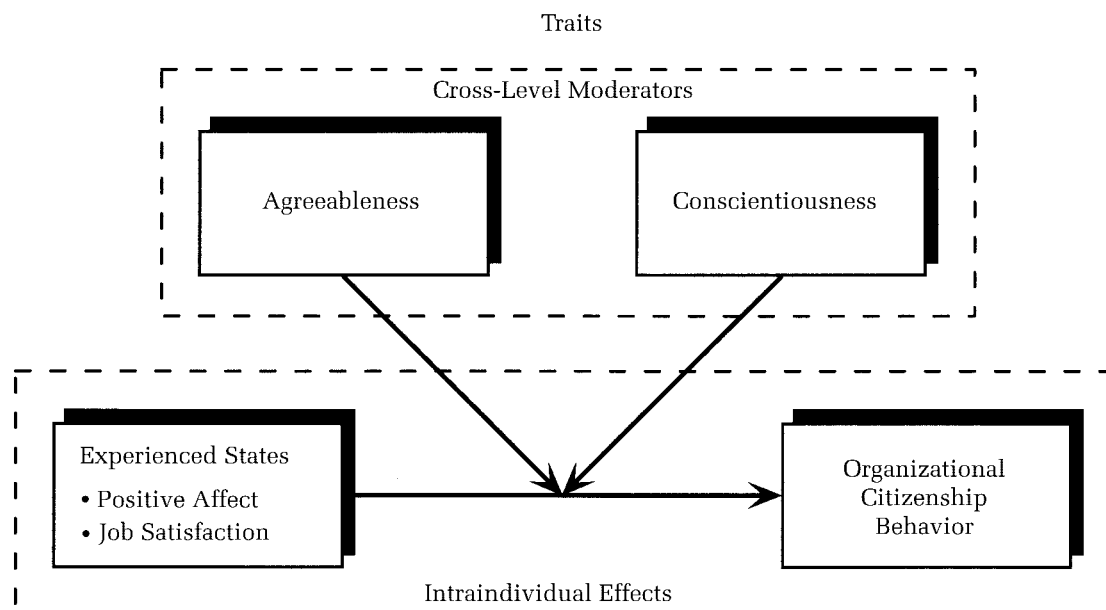 Traits
Cross-Level Moderators
Agreeableness
Conscientiousness
Experienced States
• Positive Affect
• Job Satisfaction
Organizational
Citizenship
Behavior
Intraindividual Effects